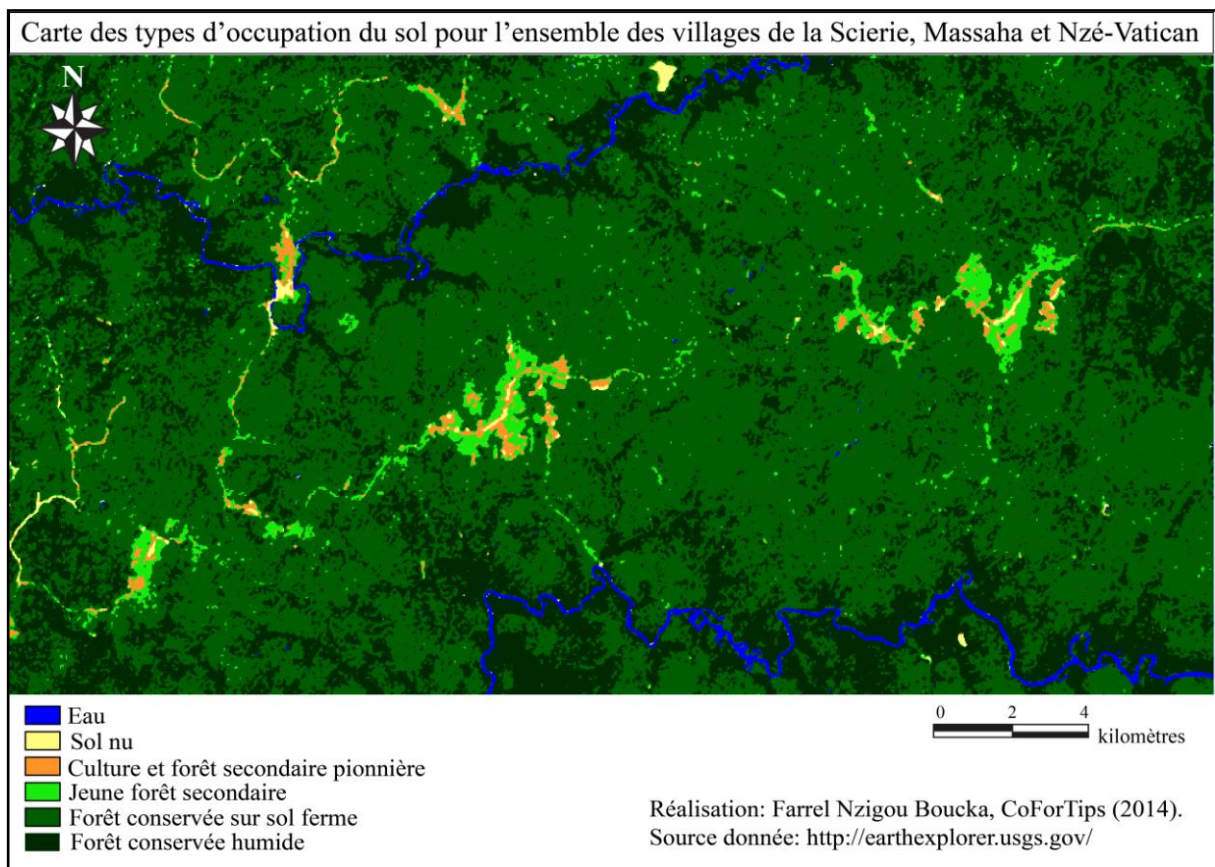 Carte des types d’occupation du sol pour l’ensemble des villages de la Scierie, Massaha et Nzé-Vatican
N
Eau
Sol nu
Culture et forêt secondaire pionnière
Jeune forêt secondaire
Forêt conservée sur sol ferme
Forêt conservée humide
0 2 4
kilomètres
Réalisation: Farrel Nzigou Boucka, CoForTips (2014).
Source donnée: http://earthexplorer.usgs.gov/